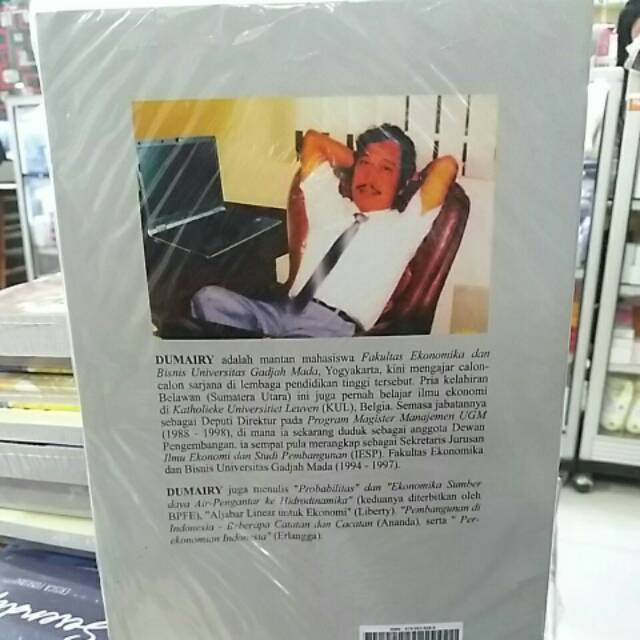 DUMAIRY adalah mantan mahasiswa Fakultas Ekonomika dan
Bisnis Universitas Gadjah Mada, Yogyakarta, kini mengajar calon-
calon sarjana di lembaga pendidikan tinggi tersebut. Pria kelahiran
Belawan (Sumatera Utara) ini juga pernah belajar ilmu ekonomi
di Katholieke Universitiet Leuven (KUL), Belgia. Semasa jabatannya
sebagai Deputi Direktur pada Program Magister Manajemen UGM
(1988 - 1998), di mana ia sekarang duduk sebagai anggota Dewan
Pengembangan, ia sempat pula merangkap sebagai Sekretaris Jurusan
Ilmu Ekonomi dan Studi Pembangunan (IESP). Fakultas Ekonomika
dan Bisnis Universitas Gadjah Mada (1994 - 1997).
DUMAIRY juga menulis "Probabilitas" dan "Ekonomika Sumber
daya Air-Pengantar ke Hidrodinamika" (keduanya diterbitkan oleh
BPFE), "Aljabar Linear untuk Ekonomi" (Liberty). "Pembangunan di
Indonesia - Beberapa Catatan dan Cacatan (Ananda), serta " Per-
ekonomian Indonesia" (Erlangga).